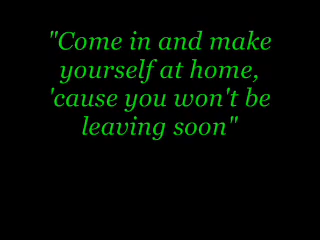 "Come in and make
yourself at home,
'cause you won't be
leaving soon"